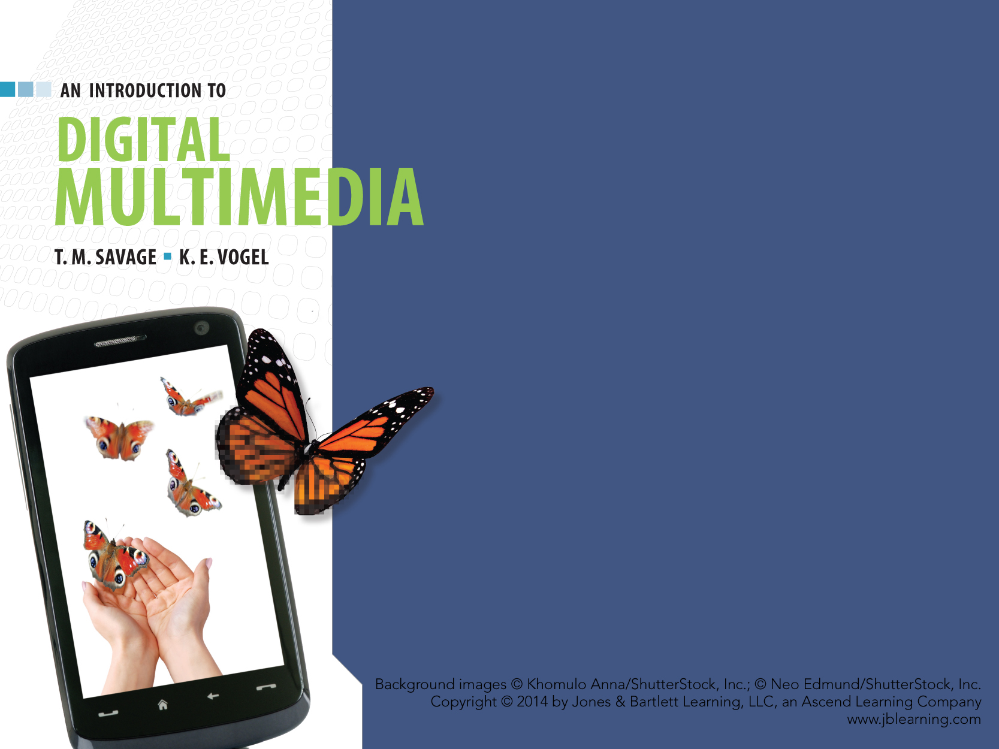 AN INTRODUCTION TO
DIGITAL
MULTIMEDIA
T. M. SAVAGE ▪ K. E. VOGEL
Background images © Khomulo Anna/ShutterStock, Inc.; © Neo Edmund/ShutterStock, Inc.
Copyright © 2014 by Jones & Bartlett Learning, LLC, an Ascend Learning Company
www.jblearning.com